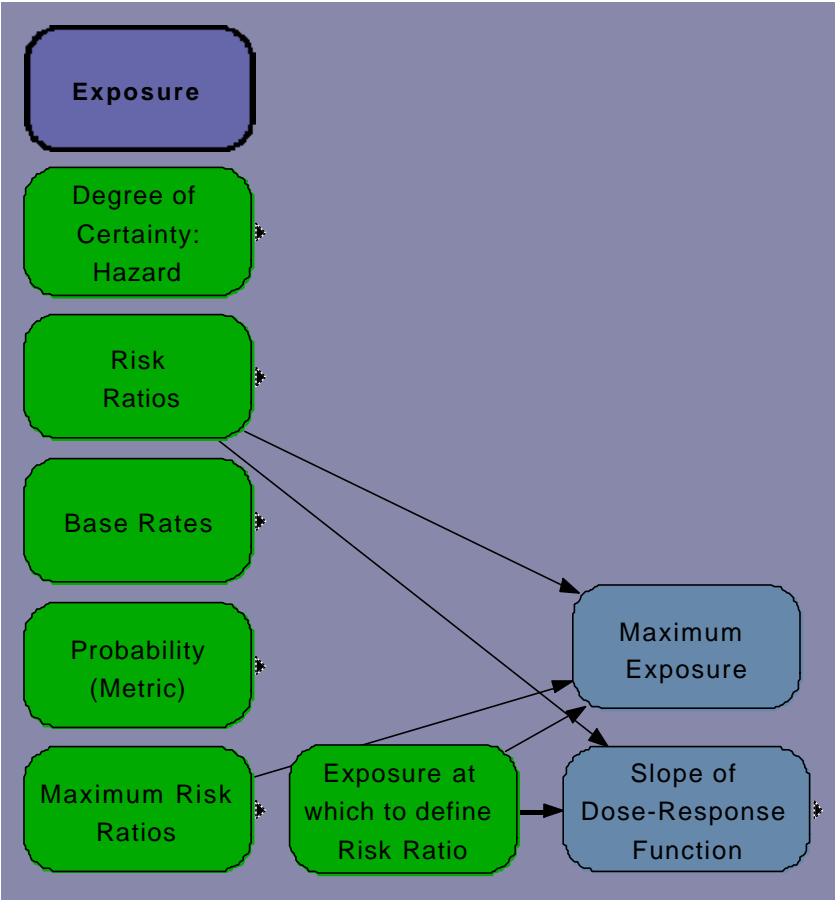 Exposure
Degree of
Certainty:
Hazard
Risk
Ratios
Base Rates
Probability
(Metric)
Maximum Risk
Ratios
Exposure at
which to define
Risk Ratio
Maximum
Exposure
Slope of
Dose-Response
Function